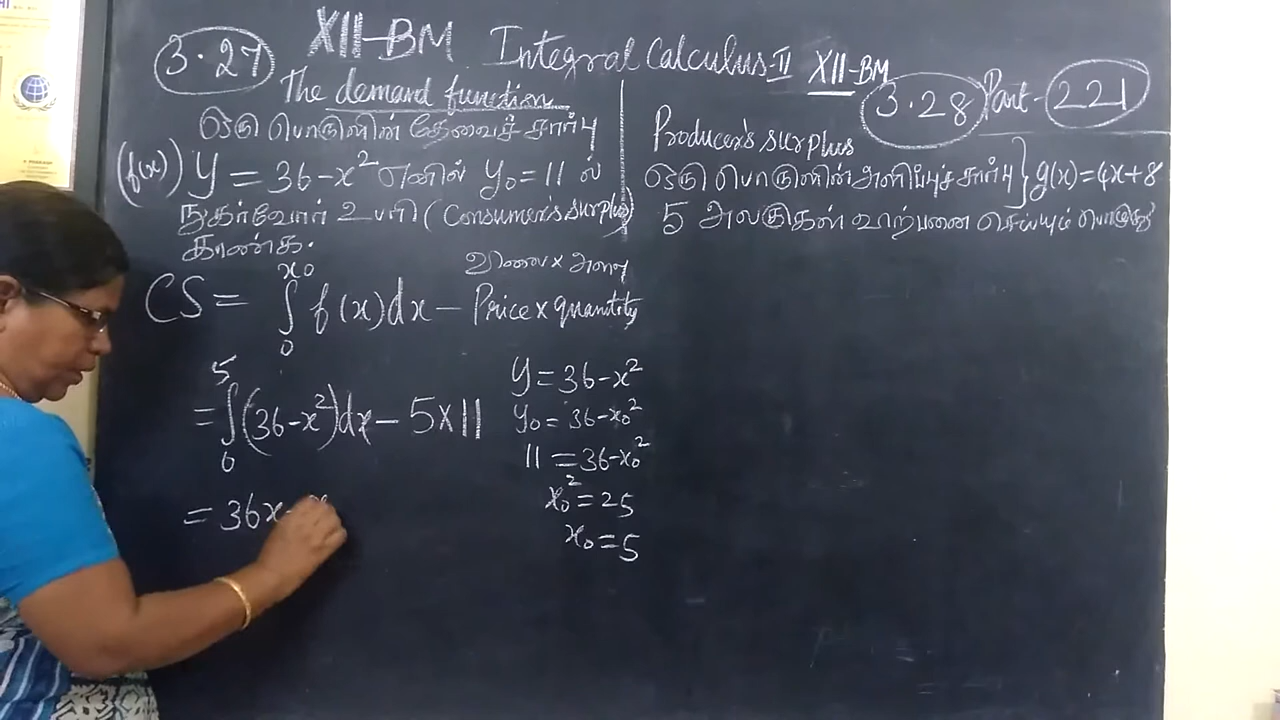 3.27 XII-BM Integral Calculus-II XII-BM
3.28 Part-221
The demand function
ஒரு பொருளின் தேவைச் சார்பு
(f(x)) y = 36-x² எனில் y₀ = 11 ல்
நுகர்வோர் உபரி (Consumer's surplus)
காண்க.
CS = ∫₀^x₀ f(x)dx - Price x quantity
விலை x அளவு
= ∫₀^5 (36-x²)dx - 5x11
= 36x-
y = 36-x²
y₀ = 36-x₀²
11 = 36-x₀²
x₀² = 25
x₀ = 5
Producer's surplus
ஒரு பொருளின் அளிப்புச் சார்பு } g(x)=4x+8
5 அலகுகள் விற்பனை செய்யும் பொழுது